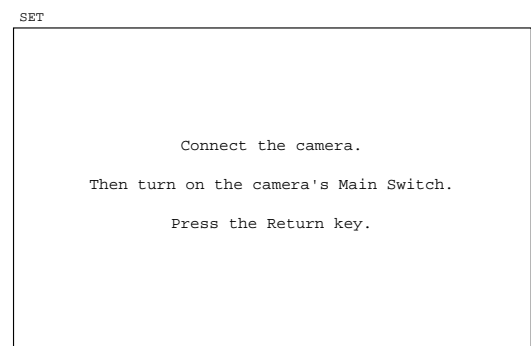 SET
Connect the camera.
Then turn on the camera's Main Switch.
Press the Return key.